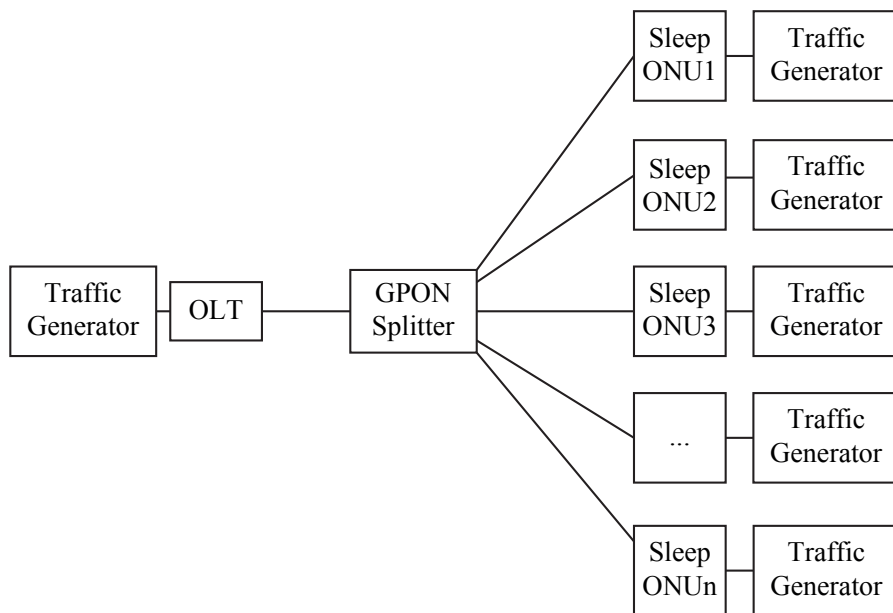 Sleep
ONU1
Traffic
Generator
Sleep
ONU2
Traffic
Generator
Traffic
Generator
OLT
GPON
Splitter
Sleep
ONU3
Traffic
Generator
...
Traffic
Generator
Sleep
ONUn
Traffic
Generator